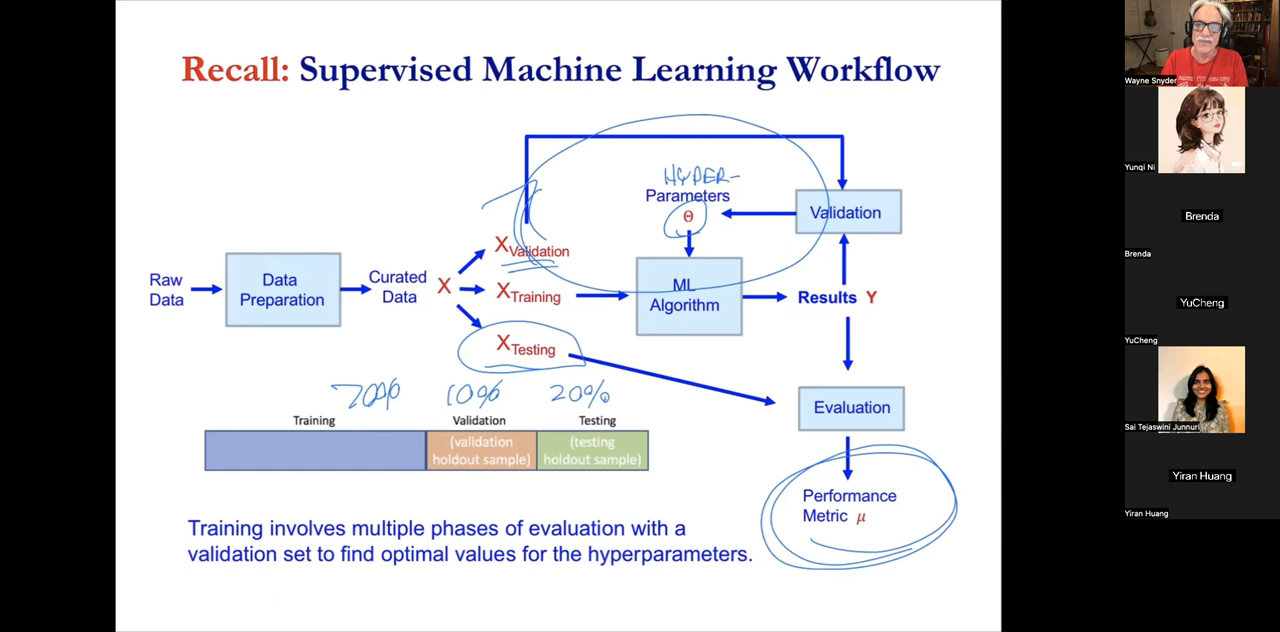 Recall: Supervised Machine Learning Workflow
HYPER-
Parameters
Θ
Validation
X Validation
Raw
Data
Data
Preparation
Curated
Data
X
X Training
ML
Algorithm
Results Y
X Testing
Evaluation
70%
10%
20%
Training
Validation
Testing
(validation
holdout sample)
(testing
holdout sample)
Performance
Metric μ
Training involves multiple phases of evaluation with a
validation set to find optimal values for the hyperparameters.
Wayne Snyder
Yunqi Ni
Brenda
Brenda
YuCheng
YuCheng
Sai Tejaswini Junnuri
Yiran Huang
Yiran Huang